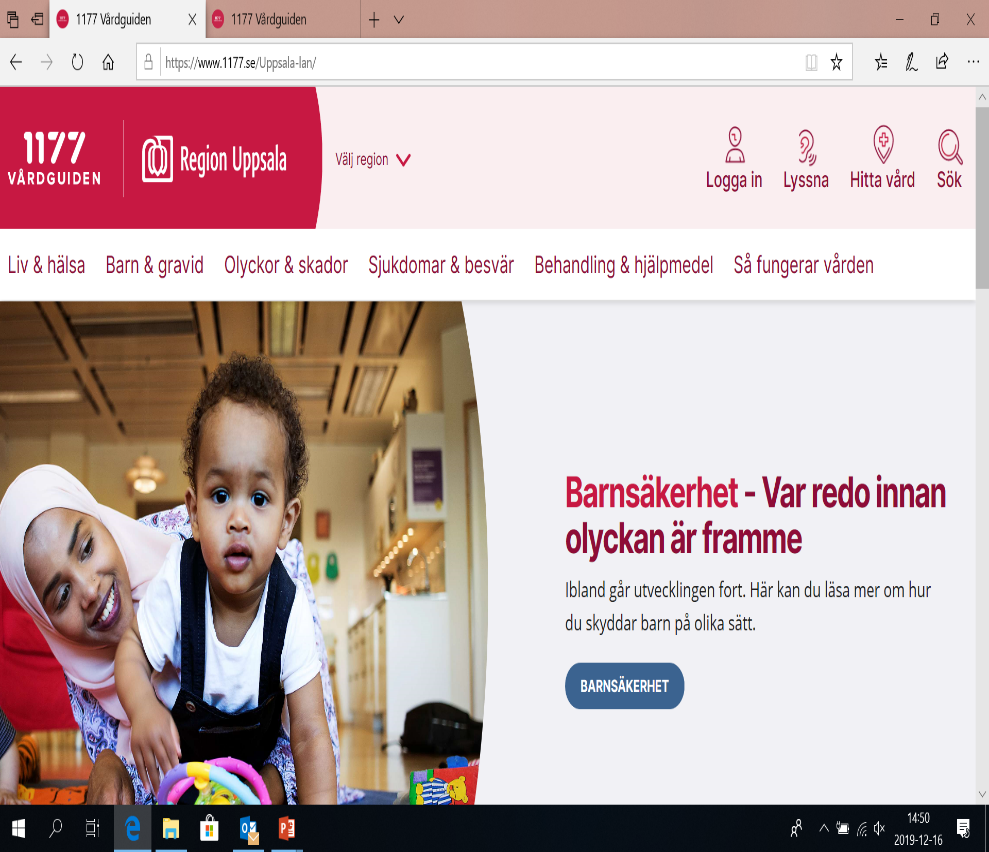 1177 Vårdguiden
1177 Vårdguiden
https://www.1177.se/Uppsala-lan/
1177
VÅRDGUIDEN
Region Uppsala
Välj region
Logga in
Lyssna
Hitta vård
Sök
Liv & hälsa
Barn & gravid
Olyckor & skador
Sjukdomar & besvär
Behandling & hjälpmedel
Så fungerar vården
Barnsäkerhet - Var redo innan
olyckan är framme
Ibland går utvecklingen fort. Här kan du läsa mer om hur
du skyddar barn på olika sätt.
BARNSÄKERHET
14:50
2019-12-16